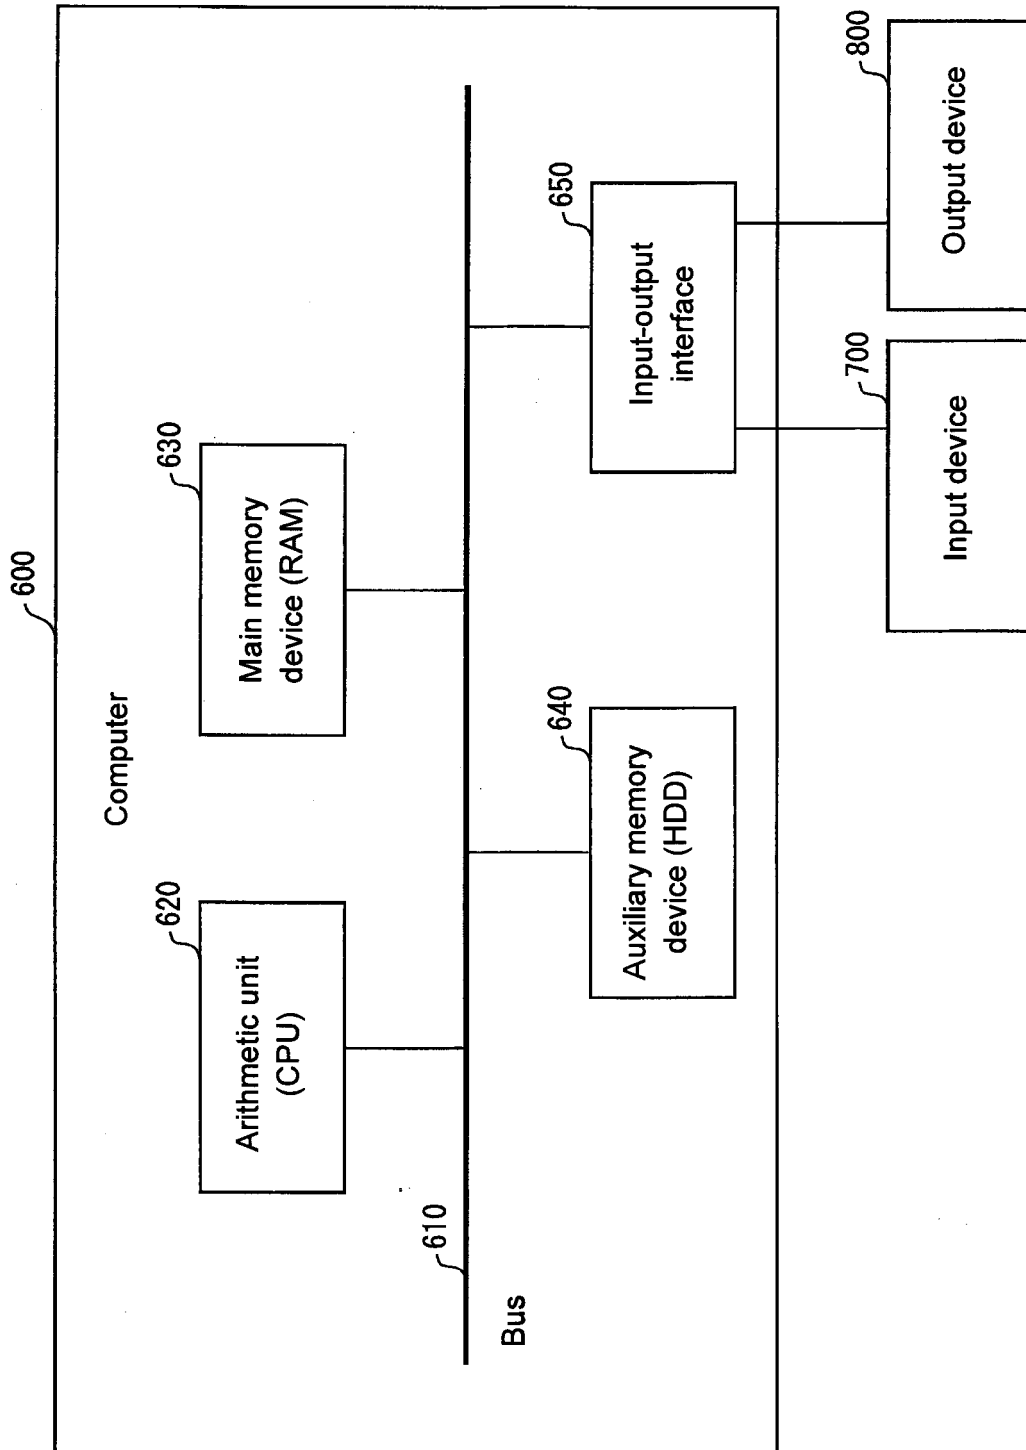 600
Computer
620
Arithmetic unit
(CPU)
630
Main memory
device (RAM)
610
Bus
640
Auxiliary memory
device (HDD)
650
Input-output
interface
700
Input device
800
Output device